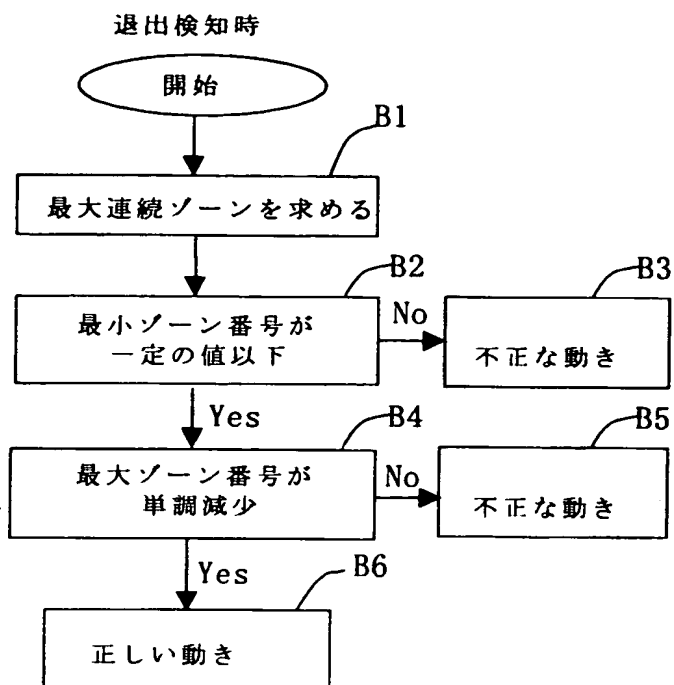 退出検知時
開始
B1
最大連続ゾーンを求める
B2
最小ゾーン番号が
一定の値以下
No
B3
不正な動き
Yes
B4
最大ゾーン番号が
単調減少
No
B5
不正な動き
Yes
B6
正しい動き